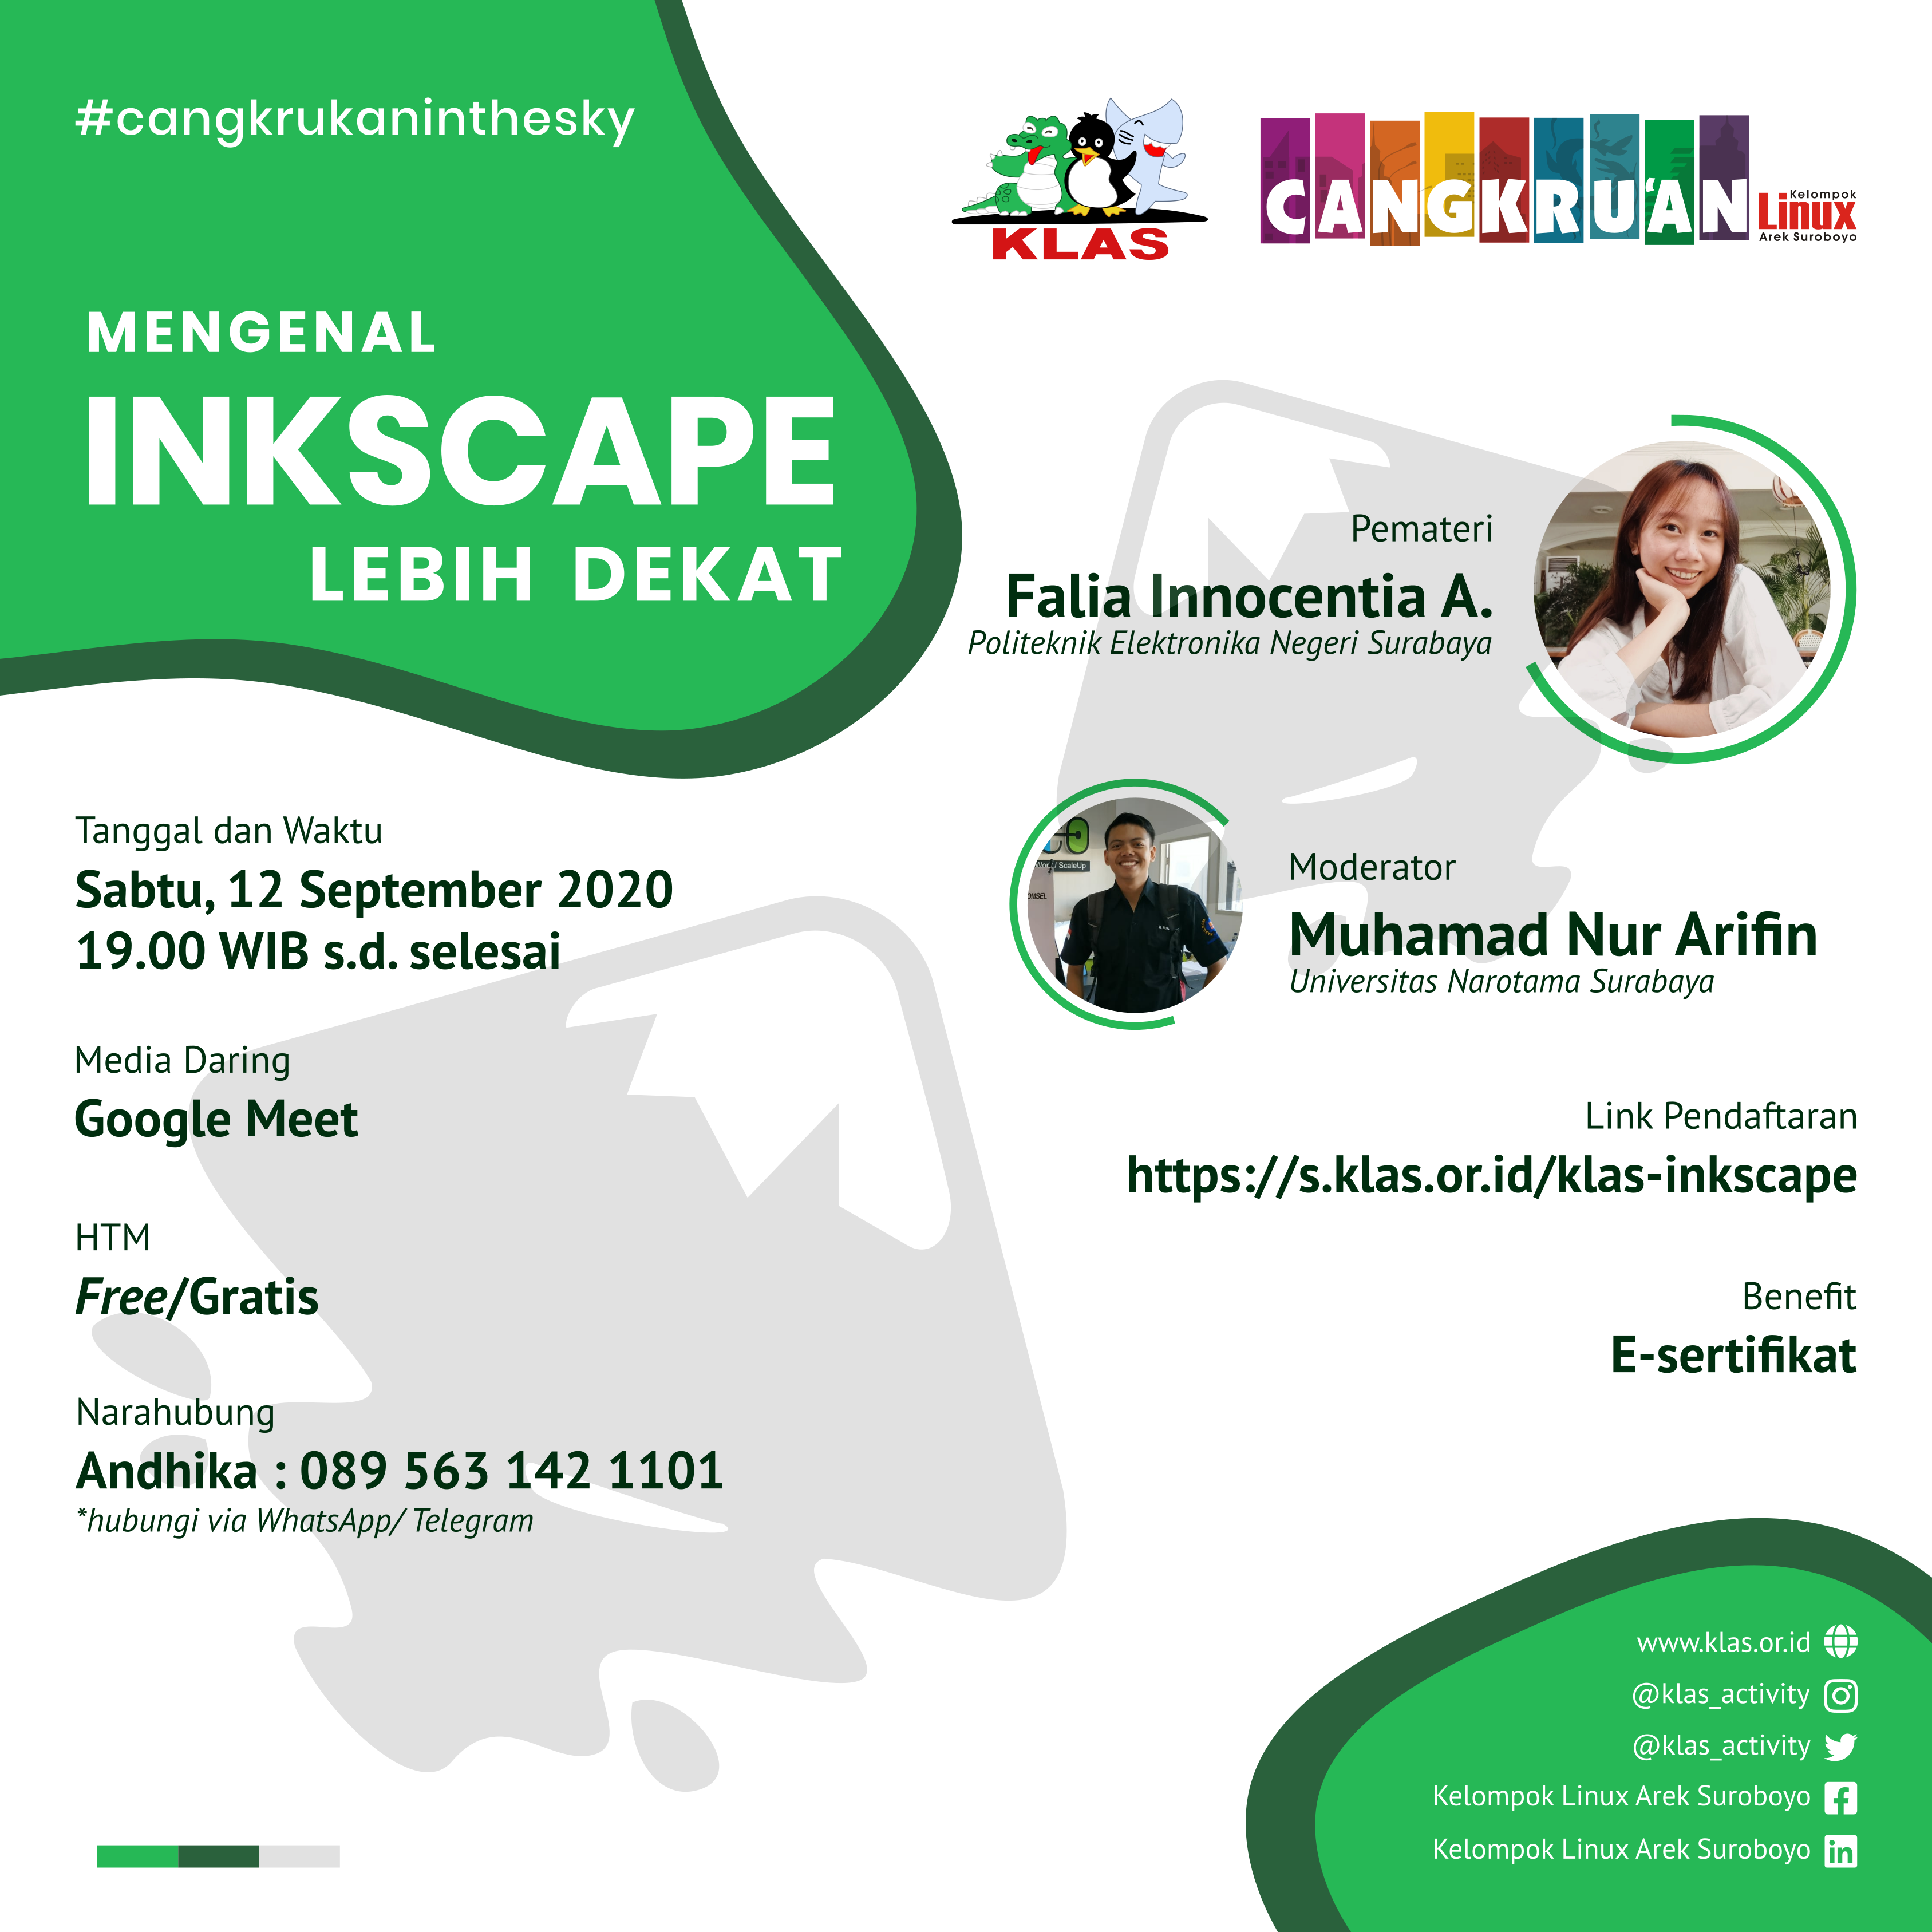 #cangkrukaninthesky
KLAS
CANGKRU'AN
Kelompok
Linux
Arek Suroboyo
MENGENAL
INKSCAPE
LEBIH DEKAT
Pemateri
Falia Innocentia A.
Politeknik Elektronika Negeri Surabaya
Moderator
Muhamad Nur Arifin
Universitas Narotama Surabaya
Tanggal dan Waktu
Sabtu, 12 September 2020
19.00 WIB s.d. selesai
Media Daring
Google Meet
HTM
Free/Gratis
Narahubung
Andhika : 089 563 142 1101
*hubungi via WhatsApp/ Telegram
Link Pendaftaran
https://s.klas.or.id/klas-inkscape
Benefit
E-sertifikat
www.klas.or.id
@klas_activity
@klas_activity
Kelompok Linux Arek Suroboyo
Kelompok Linux Arek Suroboyo